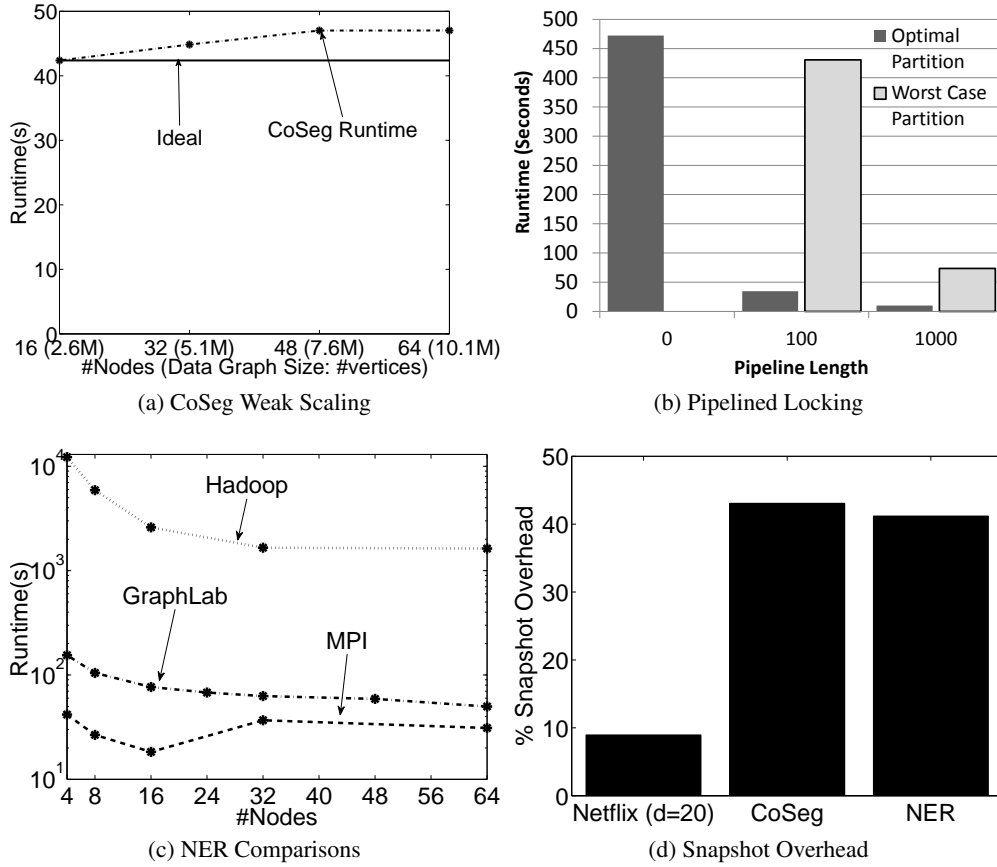 50
40
30
20
10
0
Runtime(s)
Ideal
CoSeg Runtime
16 (2.6M) 32 (5.1M) 48 (7.6M) 64 (10.1M)
#Nodes (Data Graph Size: #vertices)
(a) CoSeg Weak Scaling
500
450
400
350
300
250
200
150
100
50
0
Runtime (Seconds)
Optimal
Partition
Worst Case
Partition
0 100 1000
Pipeline Length
(b) Pipelined Locking
10^4
10^3
10^2
10^1
Runtime(s)
Hadoop
GraphLab
MPI
4 8 16 24 32 40 48 56 64
#Nodes
(c) NER Comparisons
50
40
30
20
10
0
% Snapshot Overhead
Netflix (d=20) CoSeg NER
(d) Snapshot Overhead